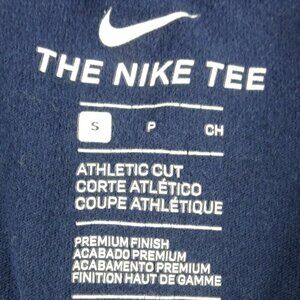 THE NIKE TEE
S P CH
ATHLETIC CUT
CORTE ATLÉTICO
COUPE ATHLÉTIQUE
PREMIUM FINISH
ACABADO PREMIUM
ACABAMENTO PREMIUM
FINITION HAUT DE GAMME